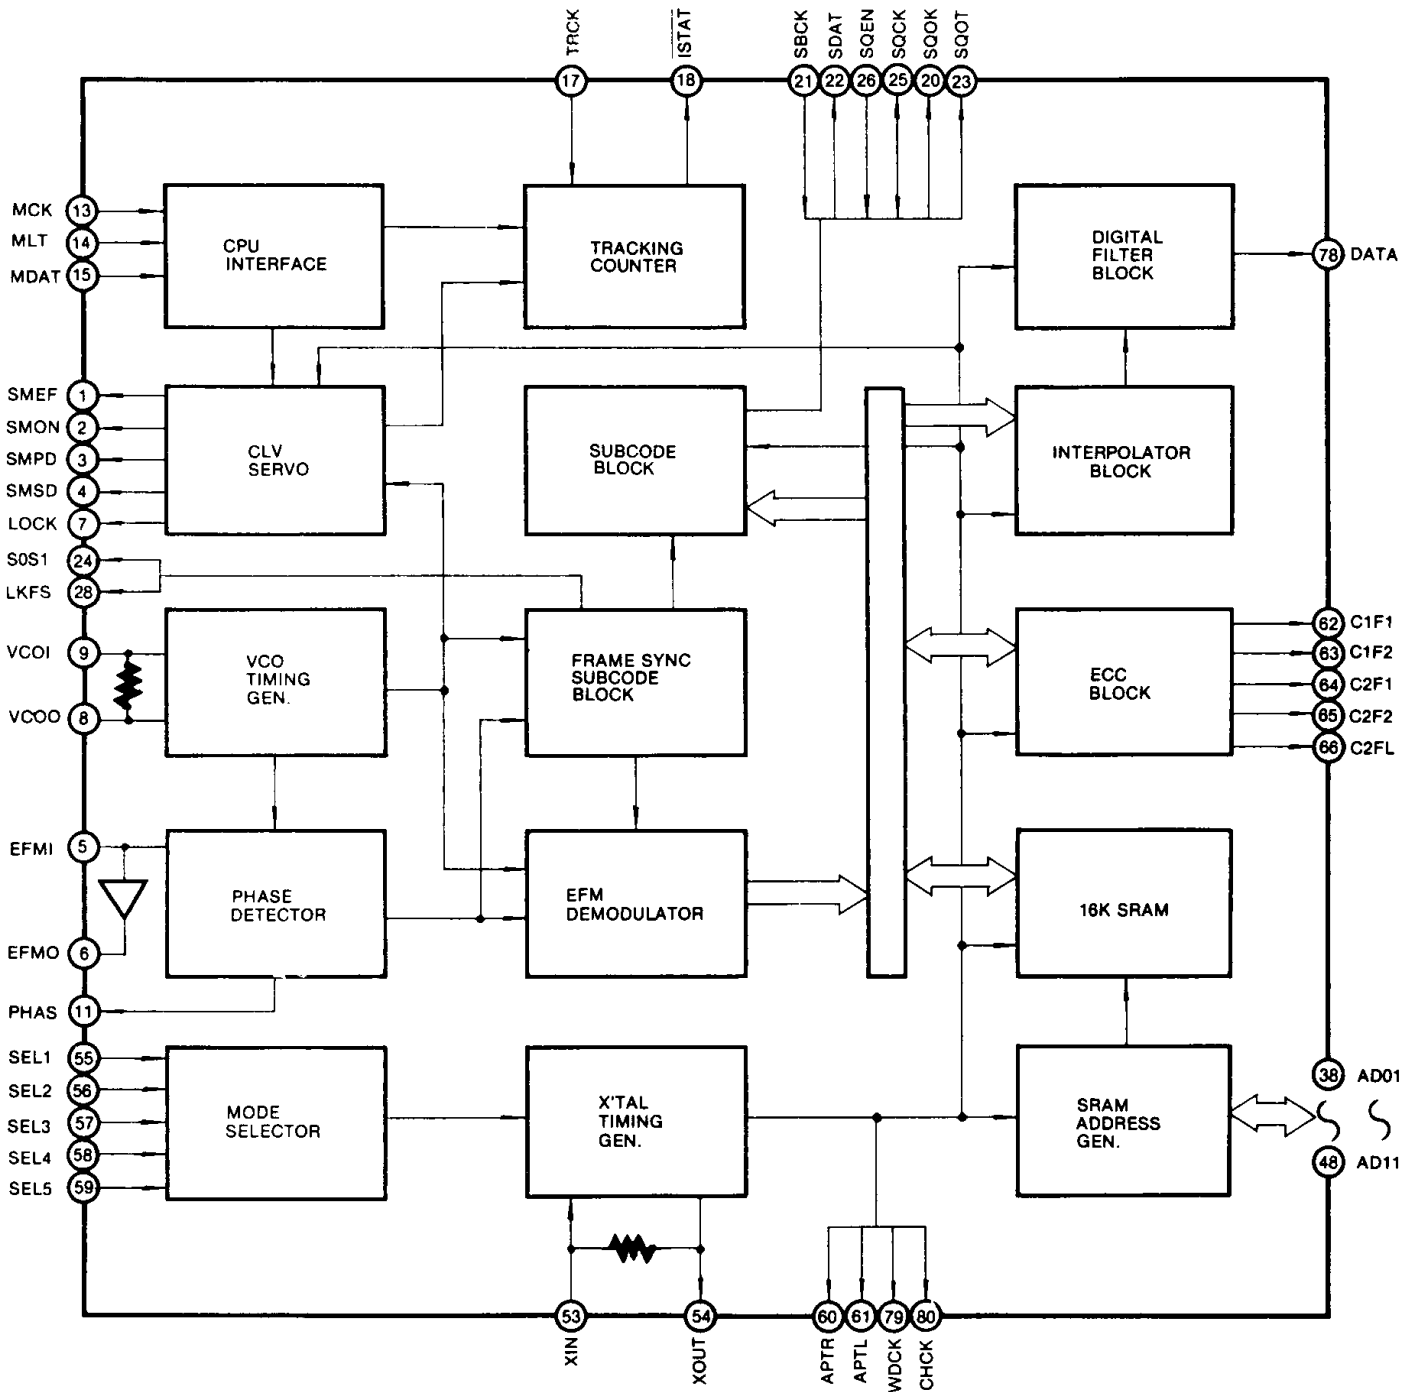 TRCK
ISTAT
SBCK
SDAT
SQEN
SQCK
SQOK
SQOT
17
18
21
22
26
25
20
23
MCK 13
MLT 14
MDAT 15
CPU
INTERFACE
TRACKING
COUNTER
DIGITAL
FILTER
BLOCK
78 DATA
SMEF 1
SMON 2
SMPD 3
SMSD 4
LOCK 7
CLV
SERVO
SUBCODE
BLOCK
INTERPOLATOR
BLOCK
S0S1 24
LKFS 28
VCOI 9
VCOO 8
VCO
TIMING
GEN.
FRAME SYNC
SUBCODE
BLOCK
ECC
BLOCK
62 C1F1
63 C1F2
64 C2F1
65 C2F2
66 C2FL
EFMI 5
EFMO 6
PHAS 11
PHASE
DETECTOR
EFM
DEMODULATOR
16K SRAM
SEL1 55
SEL2 56
SEL3 57
SEL4 58
SEL5 59
MODE
SELECTOR
X'TAL
TIMING
GEN.
SRAM
ADDRESS
GEN.
38 AD01
48 AD11
53
54
60
61
79
80
XIN
XOUT
APTR
APTL
WDCK
CHCK